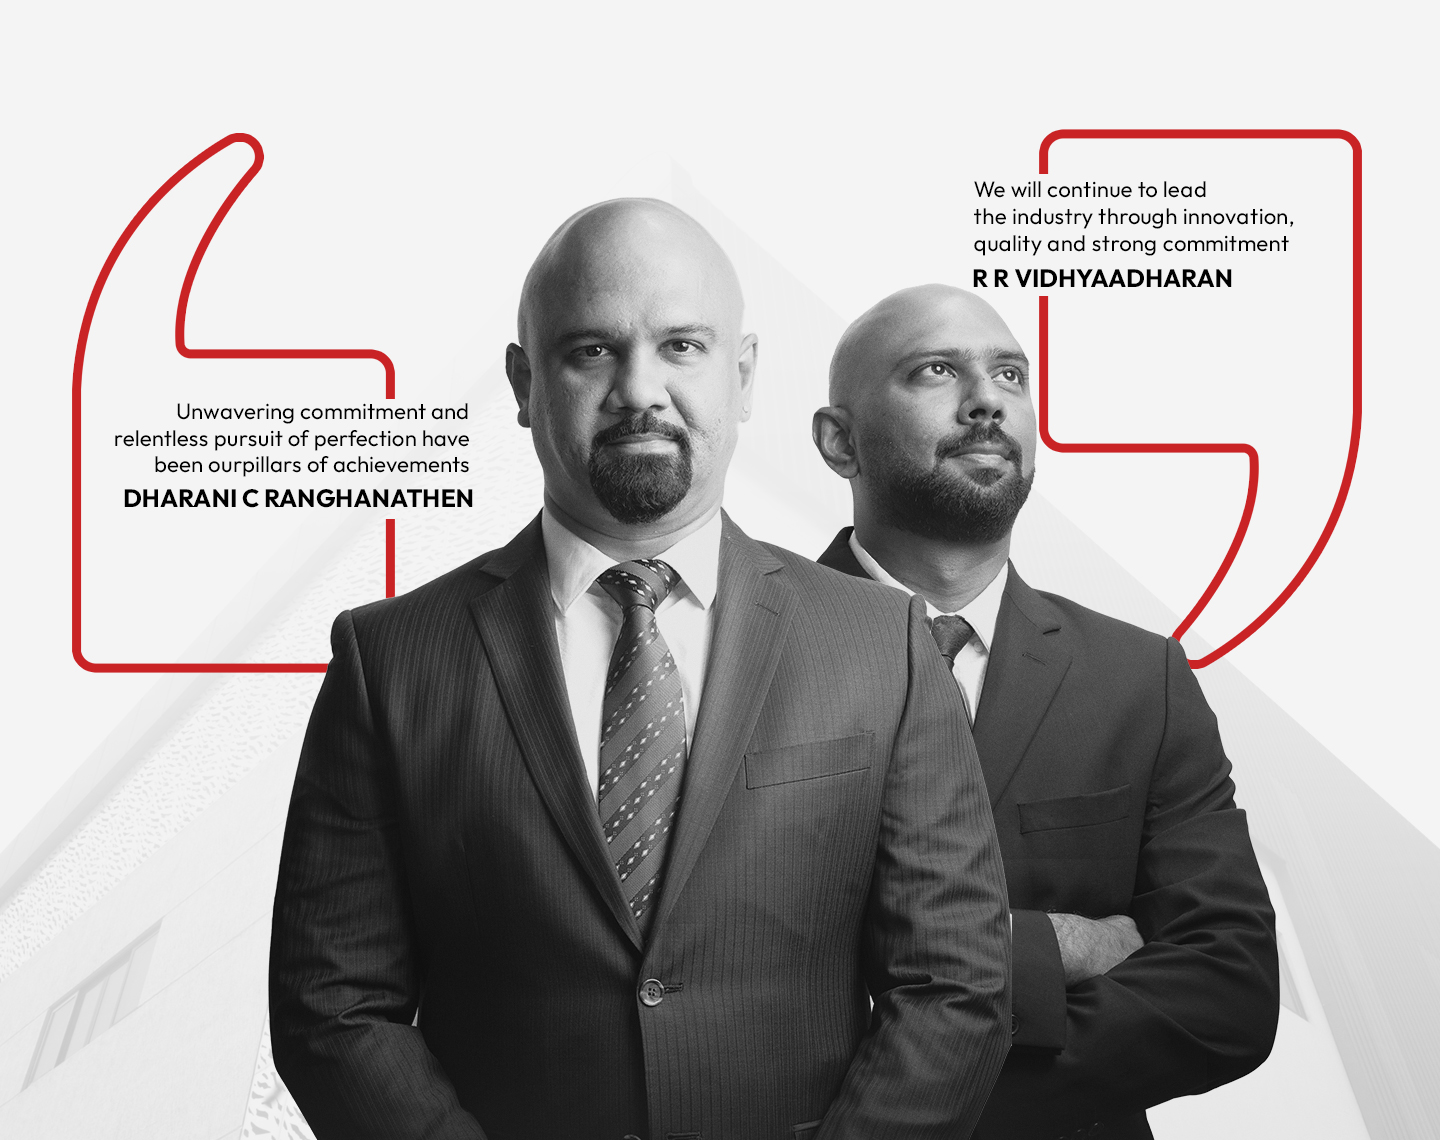 Unwavering commitment and
relentless pursuit of perfection have
been ourpillars of achievements
DHARANI C RANGHANATHEN
We will continue to lead
the industry through innovation,
quality and strong commitment
R R VIDHYAADHARAN